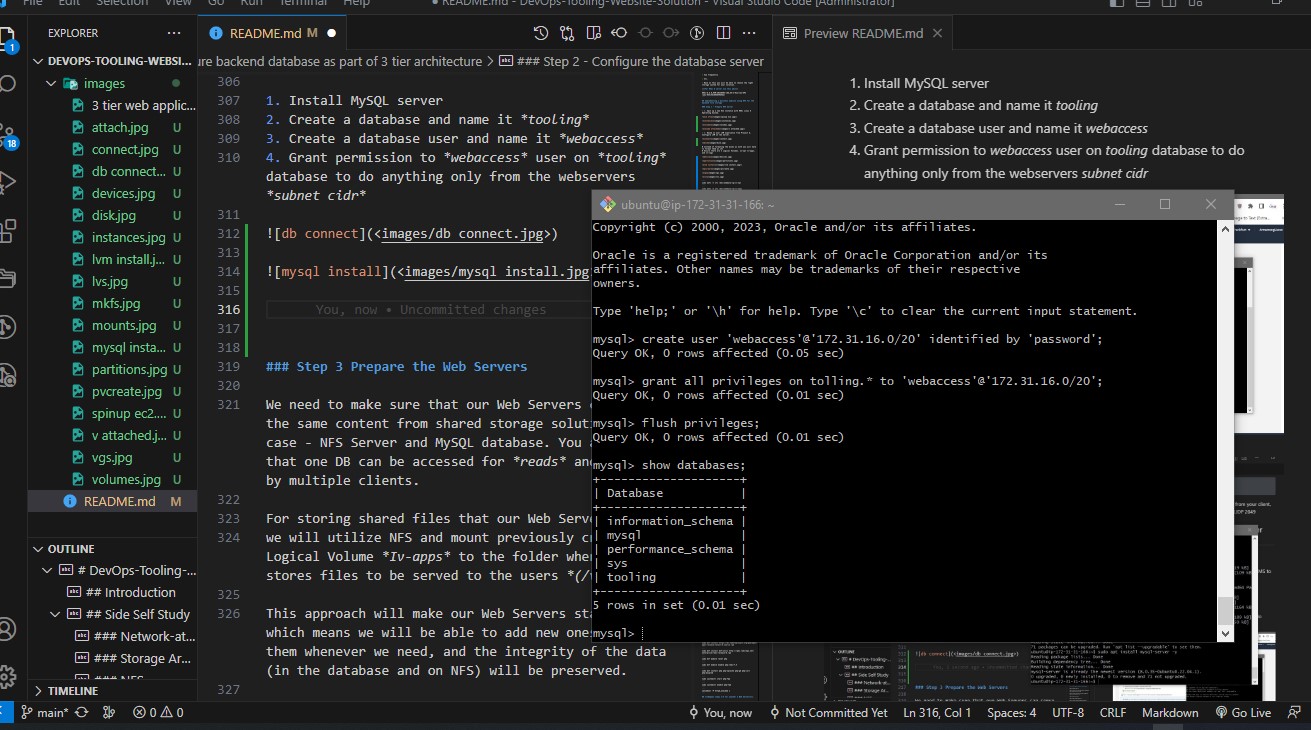 File Edit Selection View Go Run Terminal Help
README.md - DevOps-Tooling-Website-Solution - Visual Studio Code [Administrator]
EXPLORER
DEVOPS-TOOLING-WEBSI...
images
3 tier web applic...
attach.jpg U
connect.jpg U
db connect.... U
devices.jpg U
disk.jpg U
instances.jpg U
lvm install.j... U
lvs.jpg U
mkfs.jpg U
mounts.jpg U
mysql insta... U
partitions.jpg U
pvcreate.jpg U
spinup ec2.... U
v attached.j... U
vgs.jpg U
volumes.jpg U
README.md M
OUTLINE
# DevOps-Tooling-...
## Introduction
## Side Self Study
### Network-at...
### Storage Ar...
### NFS
TIMELINE
1
18
README.md M
ure backend database as part of 3 tier architecture > ### Step 2 - Configure the database server
306
307 1. Install MySQL server
308 2. Create a database and name it *tooling*
309 3. Create a database user and name it *webaccess*
310 4. Grant permission to *webaccess* user on *tooling*
database to do anything only from the webservers
*subnet cidr*
311
312 ![db connect](<images/db connect.jpg>)
313
314 ![mysql install](<images/mysql install.jpg
315
316 You, now • Uncommitted changes
317
318
319 ### Step 3 Prepare the Web Servers
320
321 We need to make sure that our Web Servers
the same content from shared storage soluti
case - NFS Server and MySQL database. You
that one DB can be accessed for *reads* an
by multiple clients.
322
323 For storing shared files that our Web Serv
324 we will utilize NFS and mount previously c
Logical Volume *Iv-apps* to the folder whe
stores files to be served to the users *(/
325
326 This approach will make our Web Servers st
which means we will be able to add new one
them whenever we need, and the integrity of the data
(in the database and on NFS) will be preserved.
327
Preview README.md
1. Install MySQL server
2. Create a database and name it tooling
3. Create a database user and name it webaccess
4. Grant permission to webaccess user on tooling database to do
anything only from the webservers subnet cidr
ubuntu@ip-172-31-31-166: ~
Copyright (c) 2000, 2023, Oracle and/or its affiliates.
Oracle is a registered trademark of Oracle Corporation and/or its
affiliates. Other names may be trademarks of their respective
owners.
Type 'help;' or '\h' for help. Type '\c' to clear the current input statement.
mysql> create user 'webaccess'@'172.31.16.0/20' identified by 'password';
Query OK, 0 rows affected (0.05 sec)
mysql> grant all privileges on tolling.* to 'webaccess'@'172.31.16.0/20';
Query OK, 0 rows affected (0.01 sec)
mysql> flush privileges;
Query OK, 0 rows affected (0.01 sec)
mysql> show databases;
+--------------------+
| Database |
+--------------------+
| information_schema |
| mysql |
| performance_schema |
| sys |
| tooling |
+--------------------+
5 rows in set (0.01 sec)
mysql>
main* 0 0 You, now Not Committed Yet Ln 316, Col 1 Spaces: 4 UTF-8 CRLF Markdown Go Live